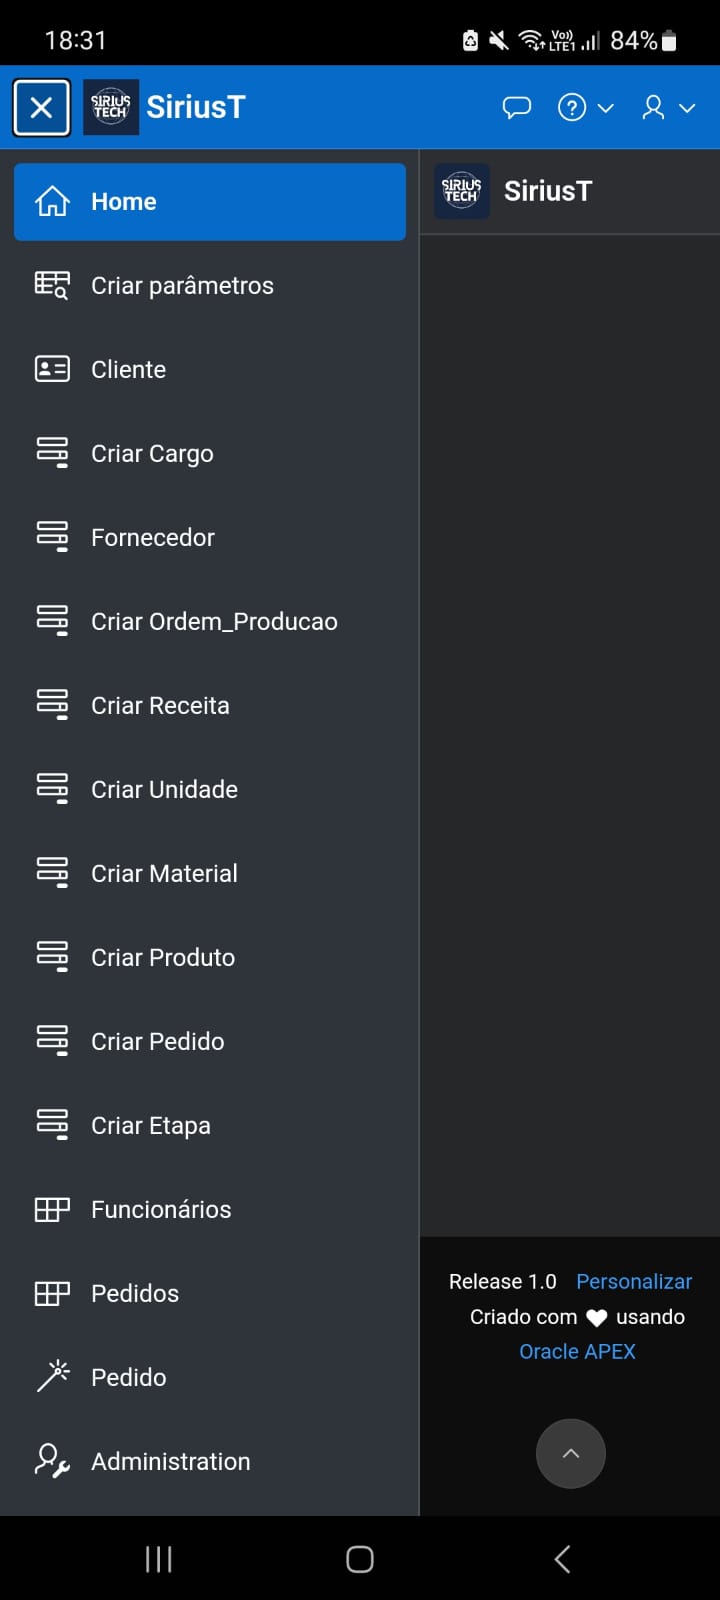 18:31
Vo))
LTE1
84%
SIRIUS
TECH
SiriusT
?
Home
SIRIUS
TECH
SiriusT
Criar parâmetros
Cliente
Criar Cargo
Fornecedor
Criar Ordem_Producao
Criar Receita
Criar Unidade
Criar Material
Criar Produto
Criar Pedido
Criar Etapa
Funcionários
Pedidos
Pedido
Administration
Release 1.0 Personalizar
Criado com ♥ usando
Oracle APEX